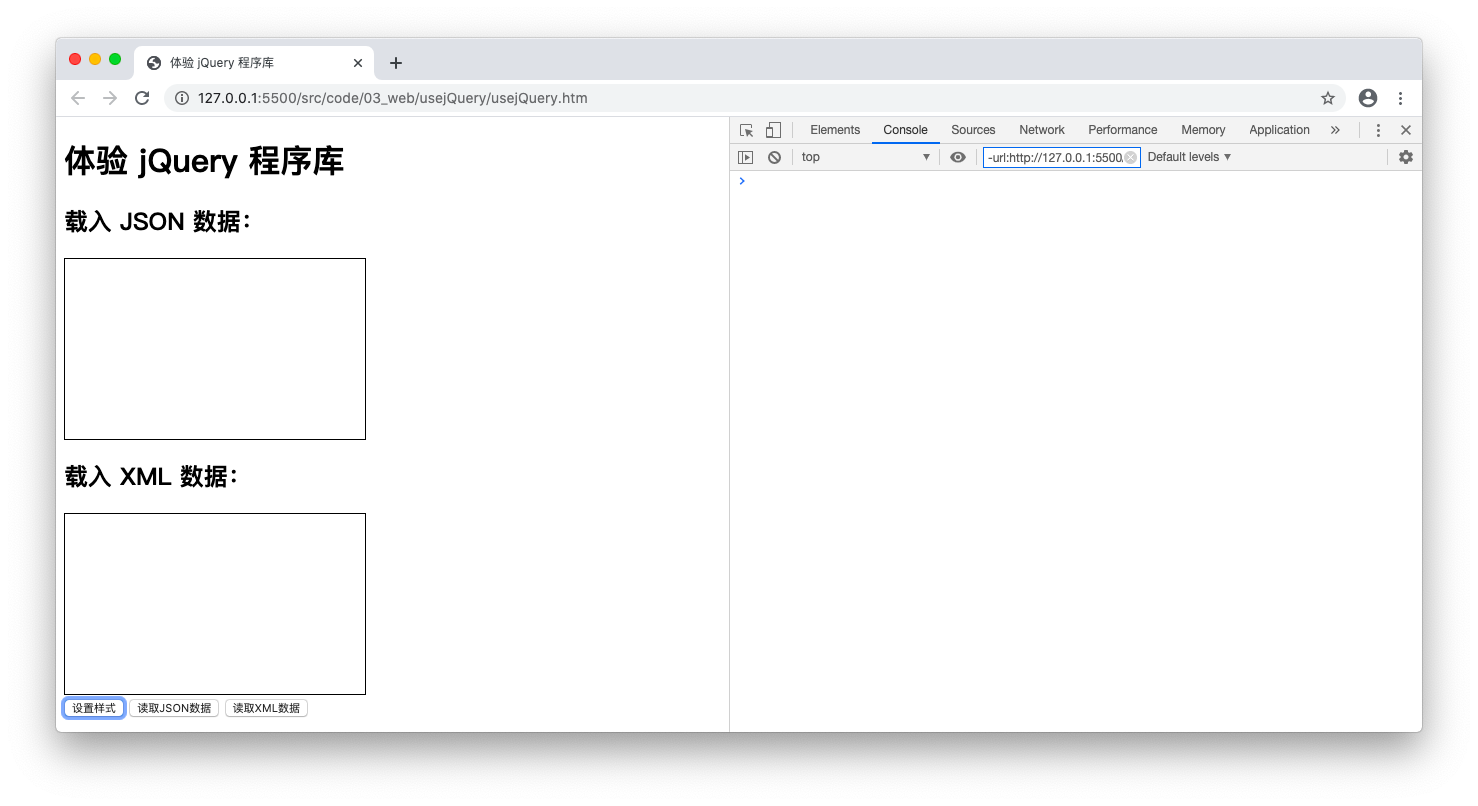 体验 jQuery 程序库
127.0.0.1:5500/src/code/03_web/usejQuery/usejQuery.htm
体验 jQuery 程序库
载入 JSON 数据：
载入 XML 数据：
设置样式 读取JSON数据 读取XML数据
Elements Console Sources Network Performance Memory Application
top -url:http://127.0.0.1:5500/ Default levels